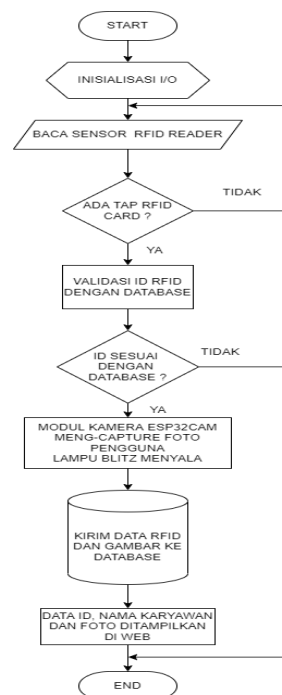 START
INISIALISASI I/O
BACA SENSOR RFID READER
ADA TAP RFID
CARD ?
TIDAK
YA
VALIDASI ID RFID
DENGAN DATABASE
ID SESUAI
DENGAN
DATABASE ?
TIDAK
YA
MODUL KAMERA ESP32CAM
MENG-CAPTURE FOTO
PENGGUNA
LAMPU BLITZ MENYALA
KIRIM DATA RFID
DAN GAMBAR KE
DATABASE
DATA ID, NAMA KARYAWAN
DAN FOTO DITAMPILKAN
DI WEB
END